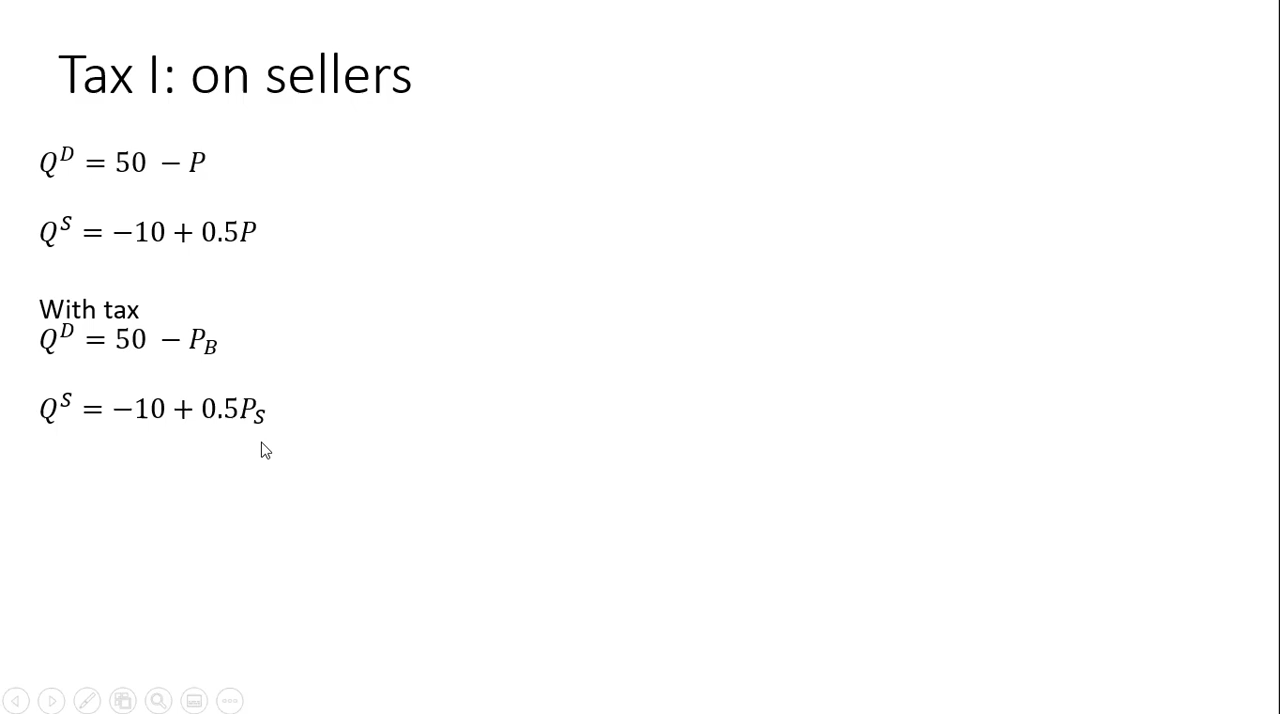 Tax I: on sellers
Q^D = 50 − P
Q^S = −10 + 0.5P
With tax
Q^D = 50 − P_B
Q^S = −10 + 0.5P_S